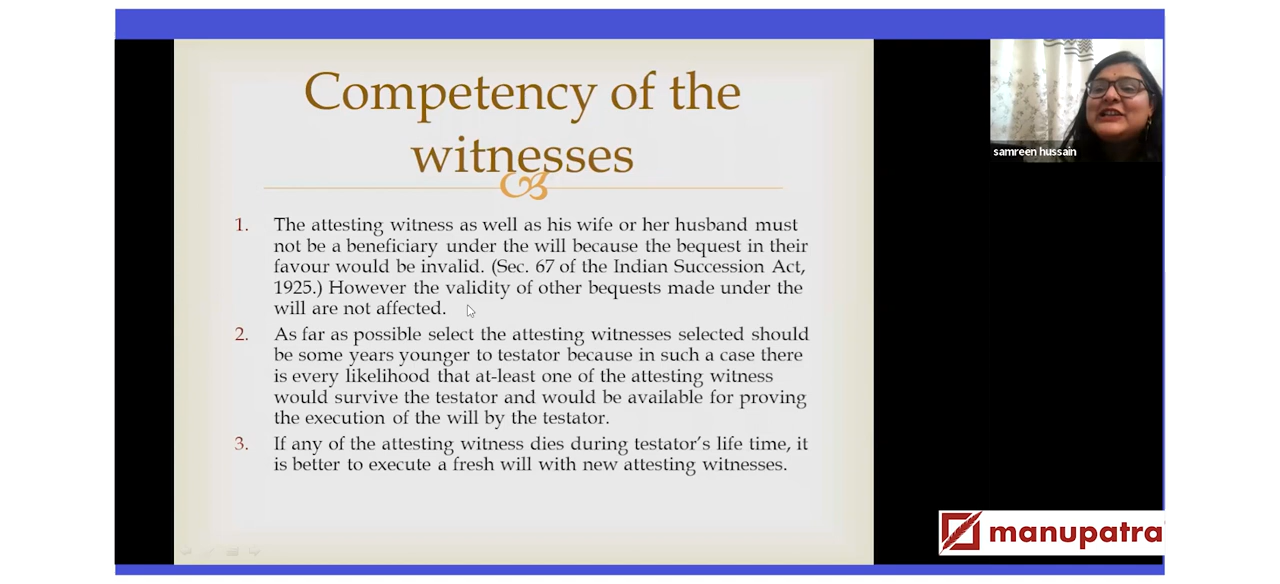 Competency of the
witnesses
samreen hussain
1. The attesting witness as well as his wife or her husband must
not be a beneficiary under the will because the bequest in their
favour would be invalid. (Sec. 67 of the Indian Succession Act,
1925.) However the validity of other bequests made under the
will are not affected.
2. As far as possible select the attesting witnesses selected should
be some years younger to testator because in such a case there
is every likelihood that at-least one of the attesting witness
would survive the testator and would be available for proving
the execution of the will by the testator.
3. If any of the attesting witness dies during testator's life time, it
is better to execute a fresh will with new attesting witnesses.
manupatra